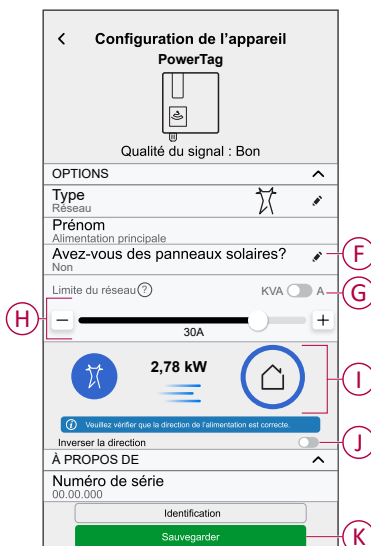 Configuration de l'appareil
PowerTag
Qualité du signal : Bon
OPTIONS
Type
Réseau
Prénom
Alimentation principale
Avez-vous des panneaux solaires?
Non
F
Limite du réseau ?
KVA A
G
H
30A
2,78 kW
I
i Veuillez vérifier que la direction de l'alimentation est correcte.
Inverser la direction
J
À PROPOS DE
Numéro de série
00.00.000
Identification
Sauvegarder
K